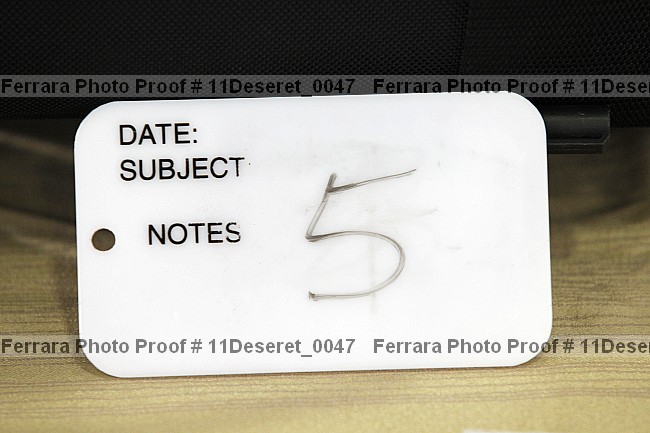 Ferrara Photo Proof # 11Deseret_0047 Ferrara Photo Proof # 11Deser
DATE:
SUBJECT
NOTES 5
Ferrara Photo Proof # 11Deseret_0047 Ferrara Photo Proof # 11Deser